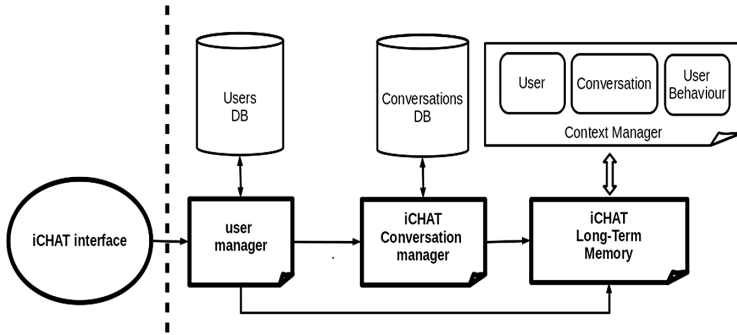 Users
DB
Conversations
DB
User
Conversation
User
Behaviour
Context Manager
iCHAT interface
user
manager
iCHAT
Conversation
manager
iCHAT
Long-Term
Memory